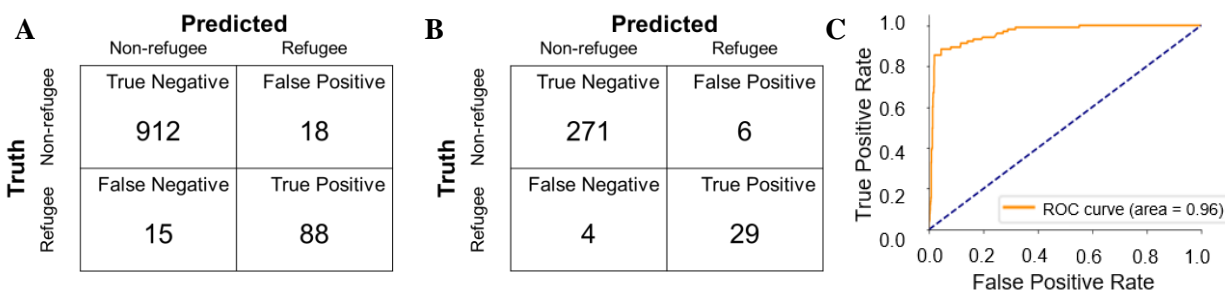 A
Predicted
Non-refugee Refugee
Truth
Non-refugee
Refugee
True Negative False Positive
912 18
False Negative True Positive
15 88
B
Predicted
Non-refugee Refugee
Truth
Non-refugee
Refugee
True Negative False Positive
271 6
False Negative True Positive
4 29
C
True Positive Rate
1.0
0.8
0.6
0.4
0.2
0.0
ROC curve (area = 0.96)
0.0 0.2 0.4 0.6 0.8 1.0
False Positive Rate